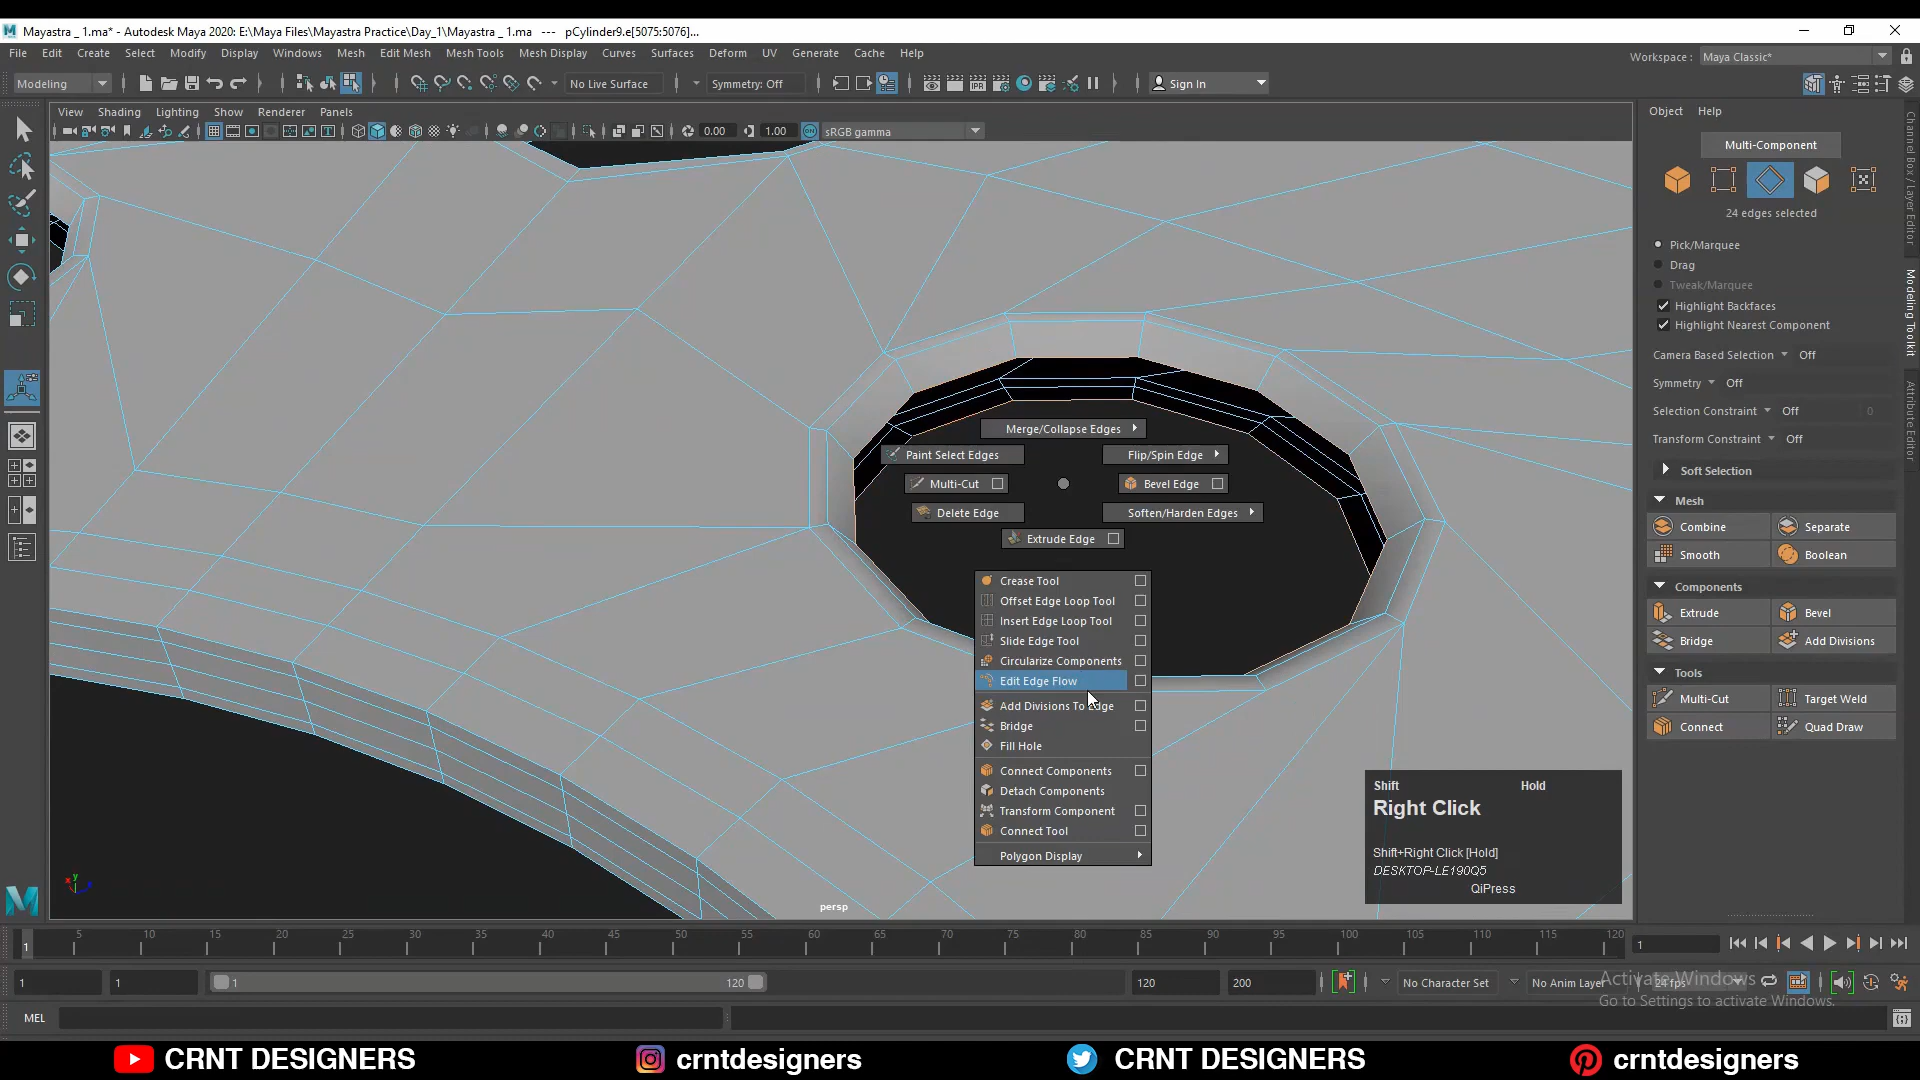 Mayastra _ 1.ma* - Autodesk Maya 2020: E:\Maya Files\Mayastra Practice\Day_1\Mayastra _ 1.ma   ---   pCylinder9.e[5075:5076]...
File Edit Create Select Modify Display Windows Mesh Edit Mesh Mesh Tools Mesh Display Curves Surfaces Deform UV Generate Cache Help
Workspace : Maya Classic*
Modeling
No Live Surface
Symmetry: Off
Sign In
View Shading Lighting Show Renderer Panels
0.00
1.00
sRGB gamma
Object Help
Multi-Component
24 edges selected
Pick/Marquee
Drag
Tweak/Marquee
Highlight Backfaces
Highlight Nearest Component
Camera Based Selection Off
Symmetry Off
Selection Constraint Off 0
Transform Constraint Off
Soft Selection
Mesh
Combine Separate
Smooth Boolean
Components
Extrude Bevel
Bridge Add Divisions
Tools
Multi-Cut Target Weld
Connect Quad Draw
Channel Box / Layer Editor
Modeling Toolkit
Attribute Editor
Merge/Collapse Edges
Paint Select Edges
Flip/Spin Edge
Multi-Cut
Bevel Edge
Delete Edge
Soften/Harden Edges
Extrude Edge
Crease Tool
Offset Edge Loop Tool
Insert Edge Loop Tool
Slide Edge Tool
Circularize Components
Edit Edge Flow
Add Divisions To Edge
Bridge
Fill Hole
Connect Components
Detach Components
Transform Component
Connect Tool
Polygon Display
Shift Hold
Right Click
Shift+Right Click [Hold]
DESKTOP-LE190Q5
QiPress
persp
1 5 10 15 20 25 30 35 40 45 50 55 60 65 70 75 80 85 90 95 100 105 110 115 120
1
1 1 1 120 120 200
No Character Set
No Anim Layer
24 fps
Activate Windows
Go to Settings to activate Windows.
MEL
CRNT DESIGNERS crntdesigners CRNT DESIGNERS crntdesigners